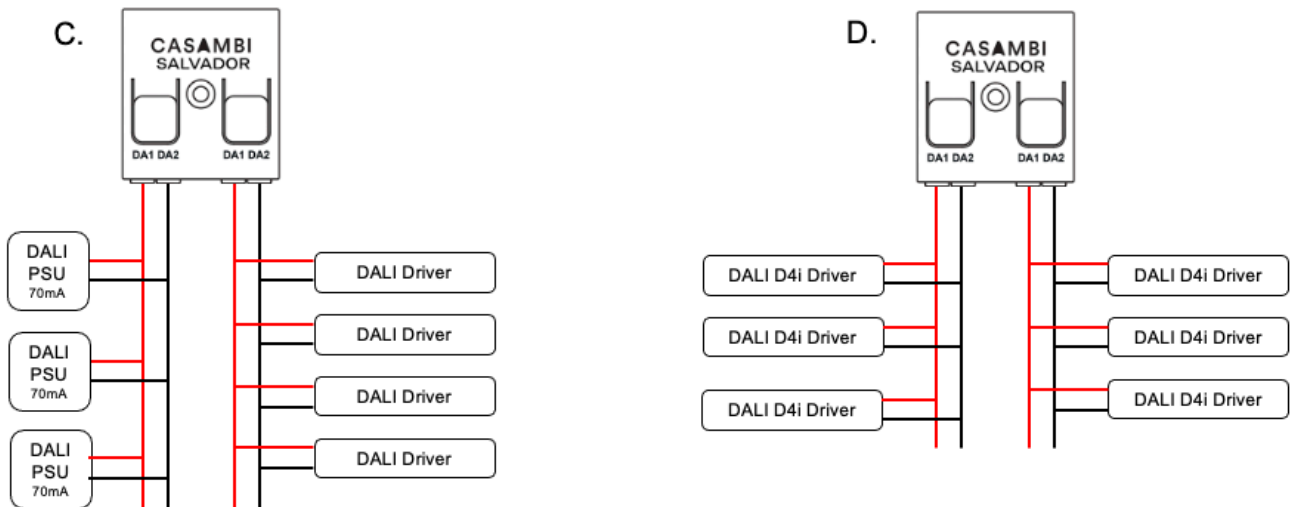 C.
CASAMBI
SALVADOR
DA1 DA2
DA1 DA2
DALI
PSU
70mA
DALI
PSU
70mA
DALI
PSU
70mA
DALI Driver
DALI Driver
DALI Driver
DALI Driver
D.
CASAMBI
SALVADOR
DA1 DA2
DA1 DA2
DALI D4i Driver
DALI D4i Driver
DALI D4i Driver
DALI D4i Driver
DALI D4i Driver
DALI D4i Driver